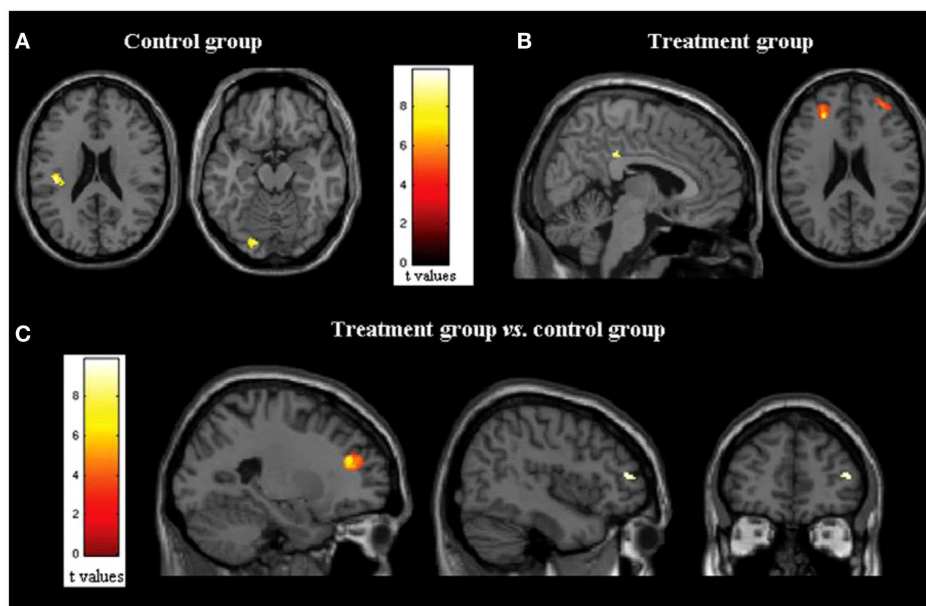 A
Control group
8
6
4
2
0
t values
B
Treatment group
C
Treatment group vs. control group
8
6
4
2
0
t values